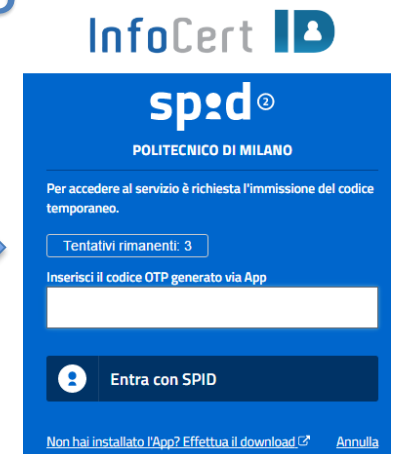 InfoCert ID
spid 2
POLITECNICO DI MILANO
Per accedere al servizio è richiesta l'immissione del codice
temporaneo.
Tentativi rimanenti: 3
Inserisci il codice OTP generato via App
Entra con SPID
Non hai installato l'App? Effettua il download Annulla